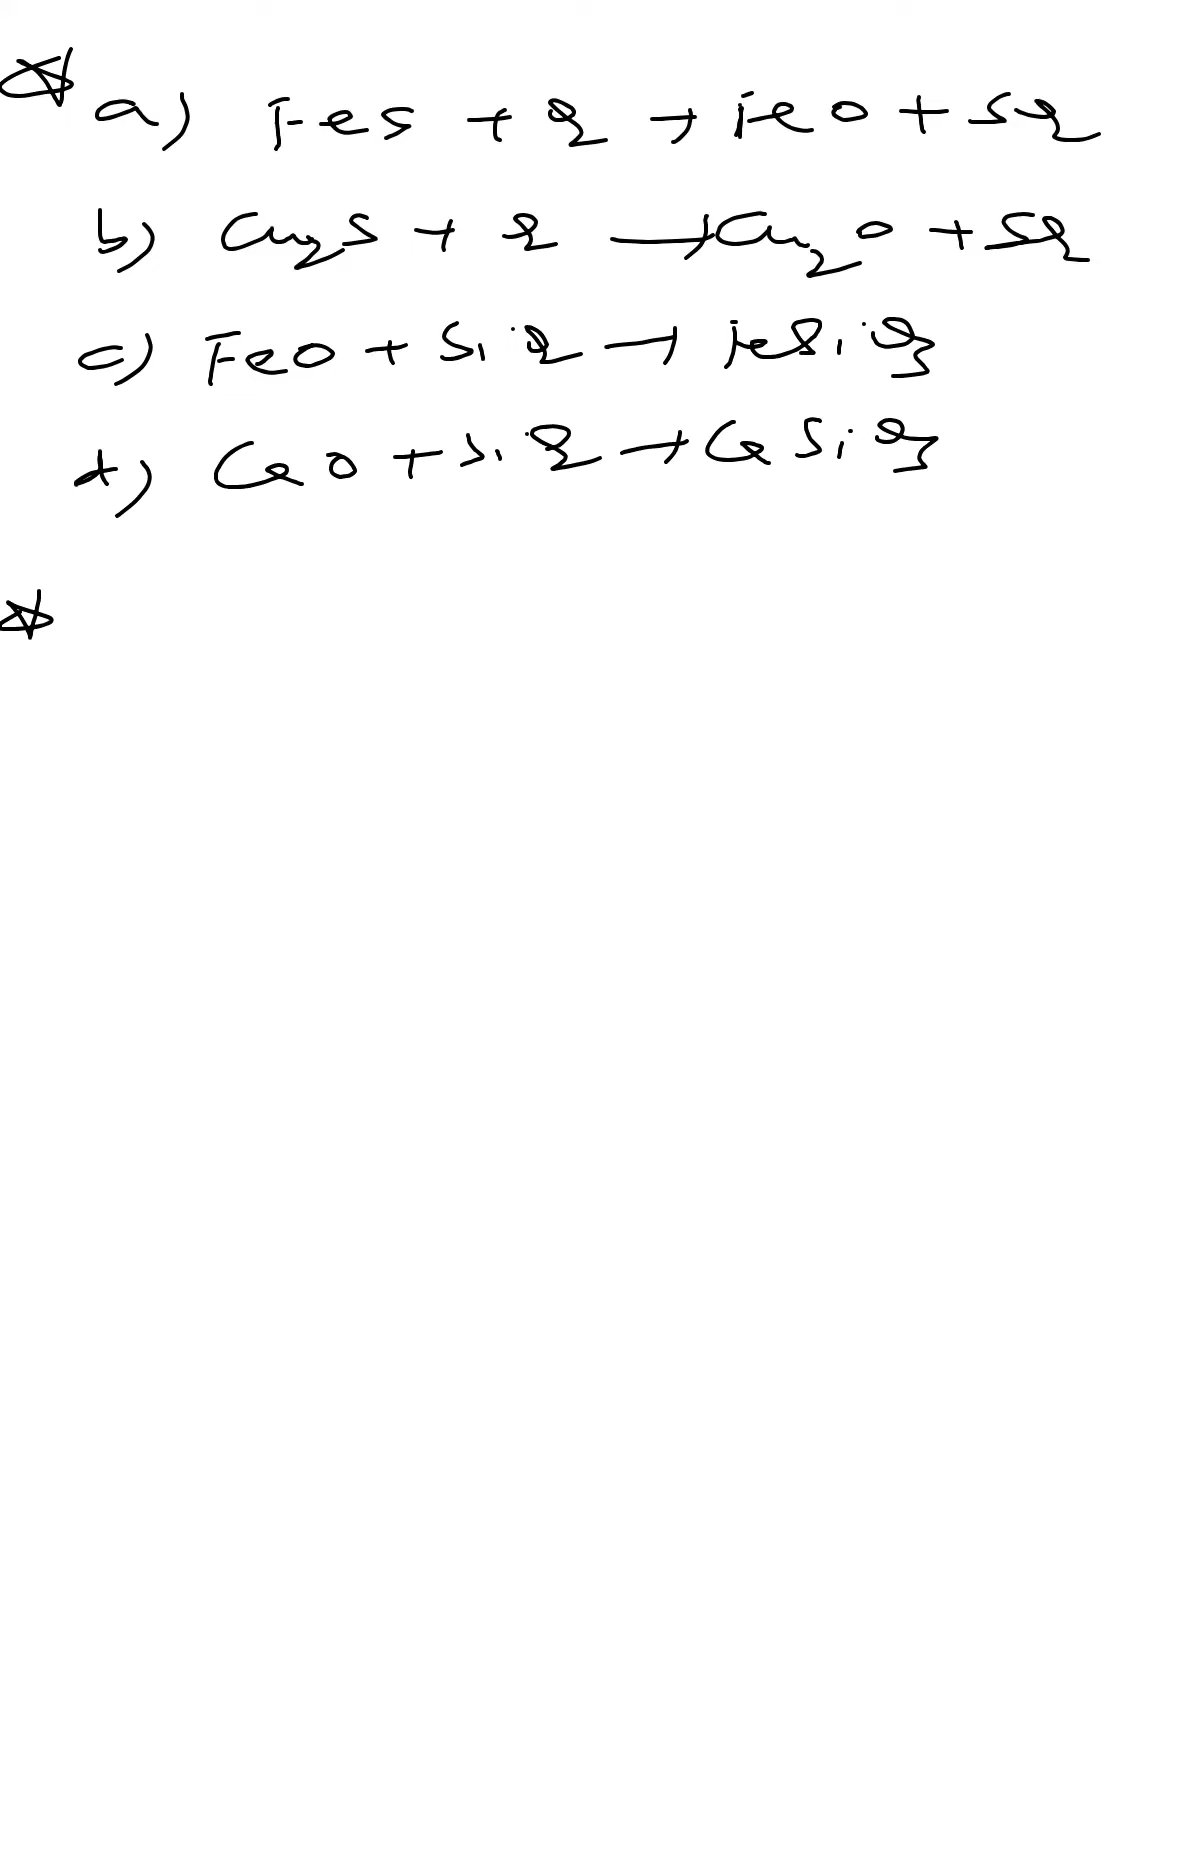 a) FeS + O2 → FeO + SO2
b) Cu2S + O2 → Cu2O + SO2
c) FeO + SiO2 → FeSiO3
d) CaO + SiO2 → CaSiO3